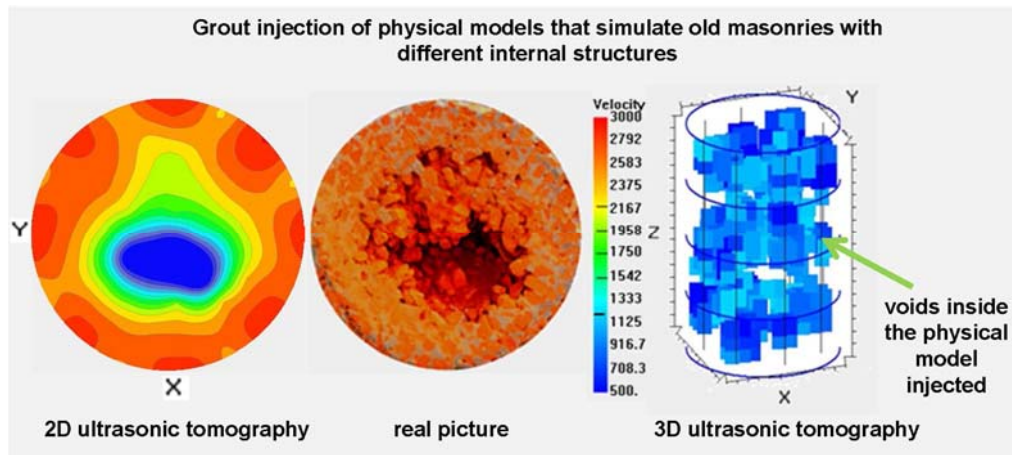 Grout injection of physical models that simulate old masonries with
different internal structures
Y
X
2D ultrasonic tomography
real picture
Velocity
3000
2792
2583
2375
2167
1958
1750
1542
1333
1125
916.7
708.3
500.
Y
Z
X
3D ultrasonic tomography
voids inside
the physical
model
injected